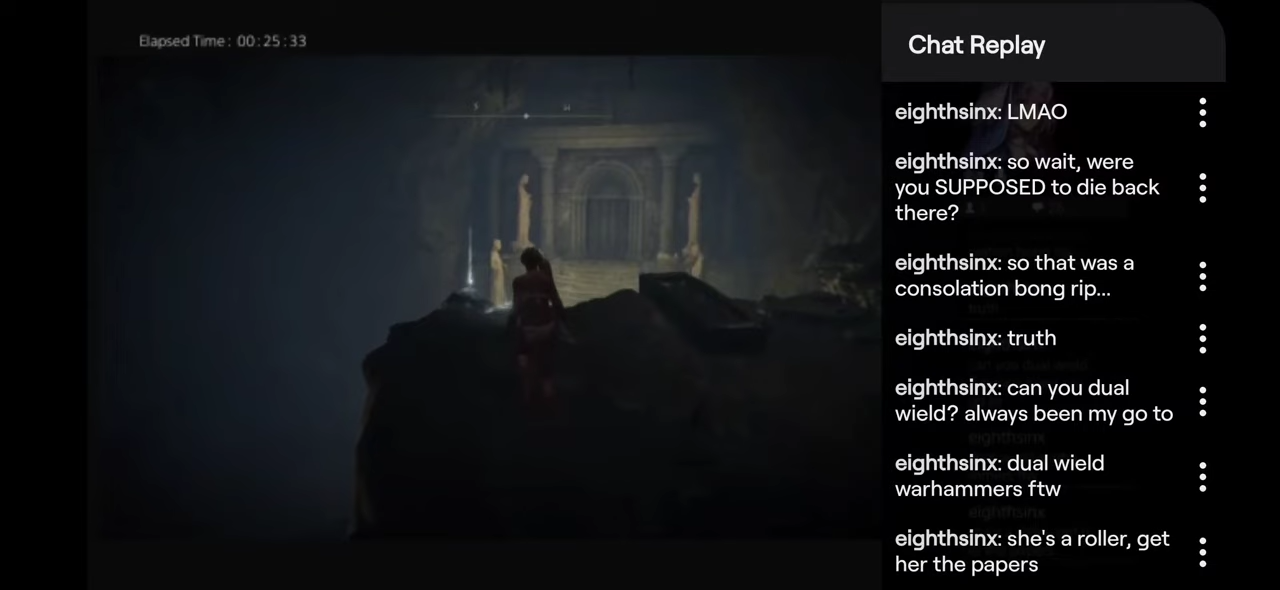 Elapsed Time : 00:25:33
Chat Replay
eighthsinx: LMAO
eighthsinx: so wait, were
you SUPPOSED to die back
there?
eighthsinx: so that was a
consolation bong rip...
eighthsinx: truth
eighthsinx: can you dual
wield? always been my go to
eighthsinx: dual wield
warhammers ftw
eighthsinx: she's a roller, get
her the papers